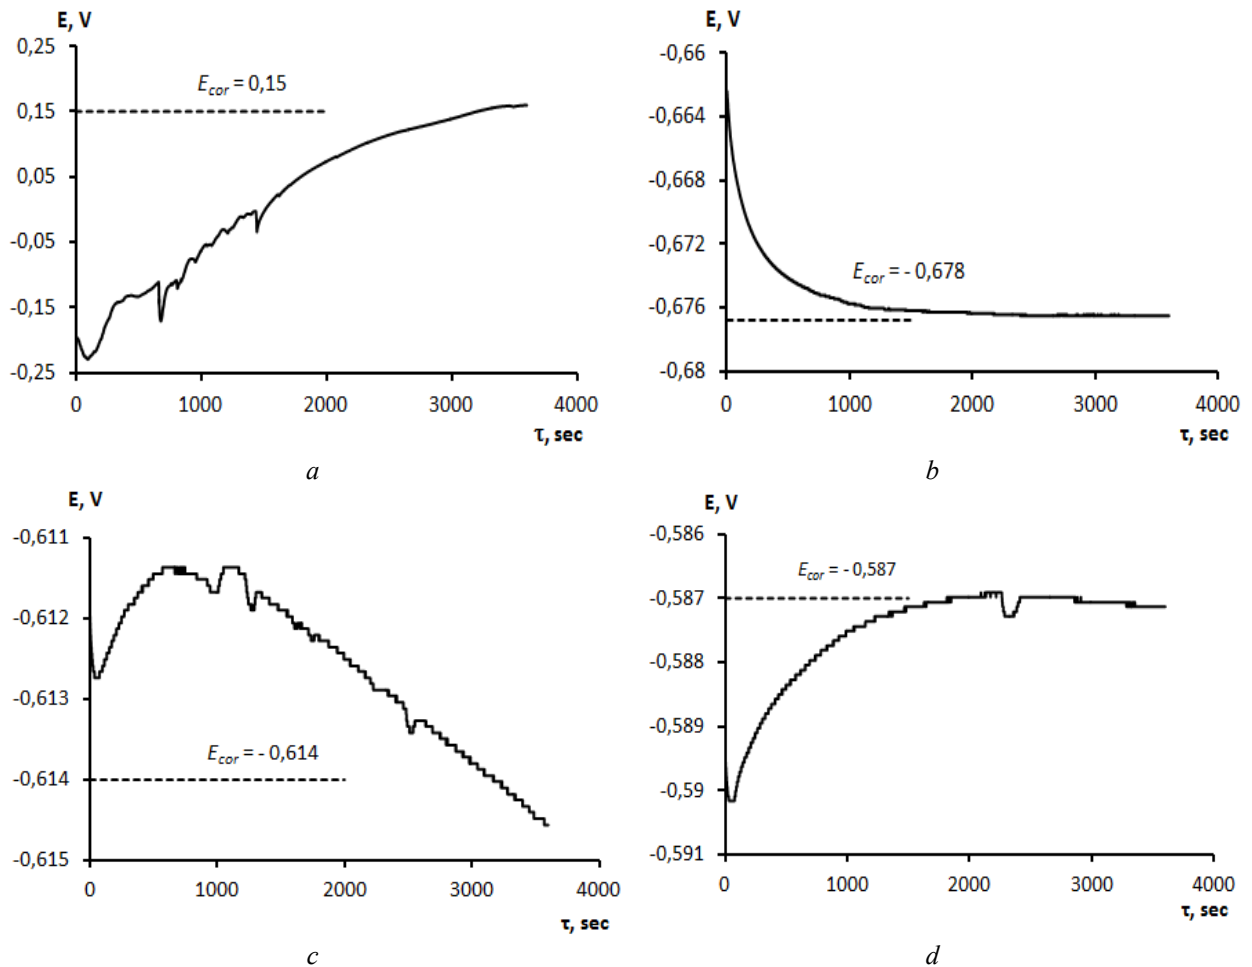 E, V
0,25
0,15
0,05
-0,05
-0,15
-0,25
E_cor = 0,15
0 1000 2000 3000 4000
τ, sec
a
E, V
-0,66
-0,664
-0,668
-0,672
-0,676
-0,68
E_cor = - 0,678
0 1000 2000 3000 4000
τ, sec
b
E, V
-0,611
-0,612
-0,613
-0,614
-0,615
E_cor = - 0,614
0 1000 2000 3000 4000
τ, sec
c
E, V
-0,586
-0,587
-0,588
-0,589
-0,59
-0,591
E_cor = - 0,587
0 1000 2000 3000 4000
τ, sec
d